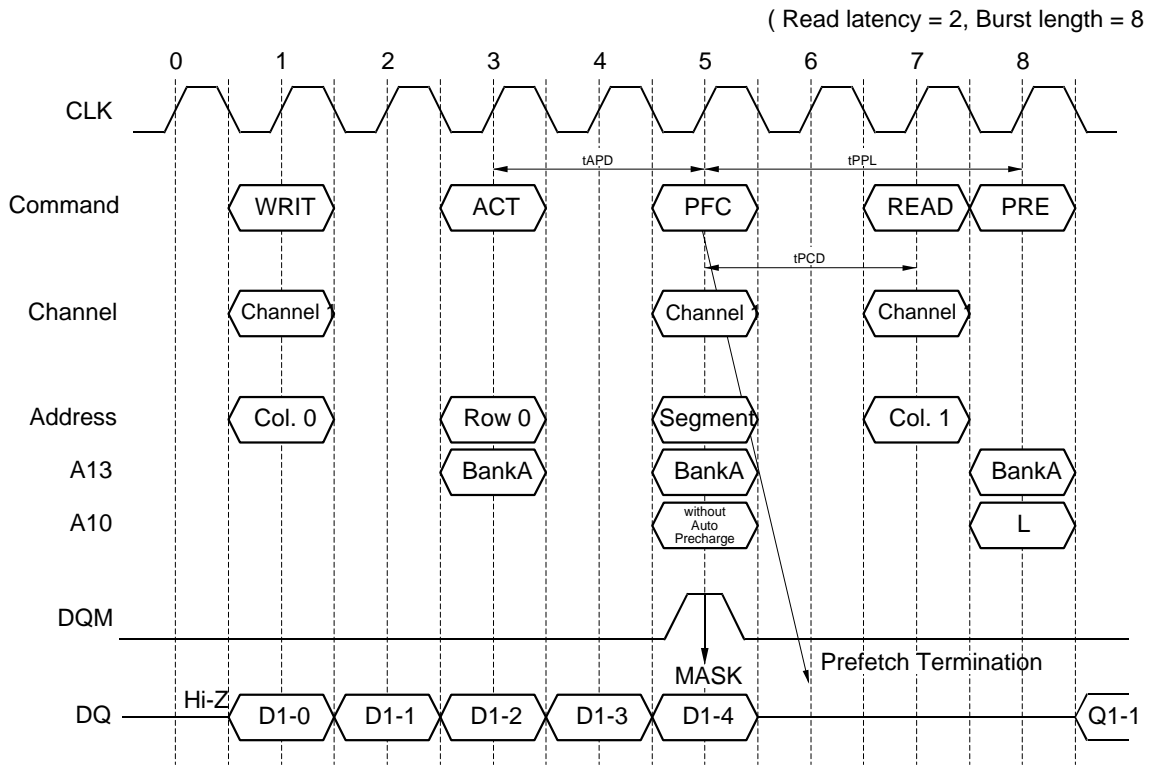 ( Read latency = 2, Burst length = 8
0 1 2 3 4 5 6 7 8
CLK
tAPD tPPL
Command WRIT ACT PFC READ PRE
tPCD
Channel Channel 1 Channel 1 Channel 1
Address Col. 0 Row 0 Segment Col. 1
A13 BankA BankA BankA
without
A10 Auto L
Precharge
DQM
Prefetch Termination
MASK
Hi-Z
DQ D1-0 D1-1 D1-2 D1-3 D1-4 Q1-1